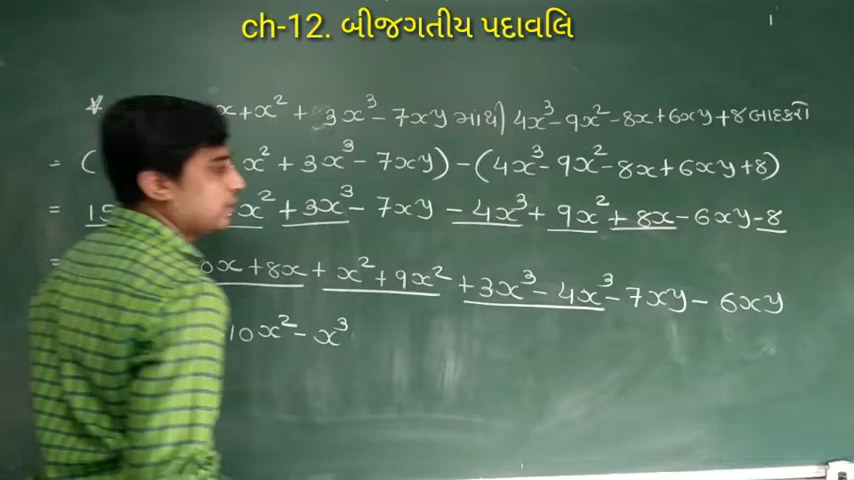 ch-12. બીજગતીય પદાવલિ
x + x² + 3x³ - 7xy માંથી 4x³ - 9x² - 8x + 6xy + 8 બાદ કરો
= ( x² + 3x³ - 7xy) - (4x³ - 9x² - 8x + 6xy + 8)
= 15 x² + 3x³ - 7xy - 4x³ + 9x² + 8x - 6xy - 8
= 0x + 8x + x² + 9x² + 3x³ - 4x³ - 7xy - 6xy
10x² - x³